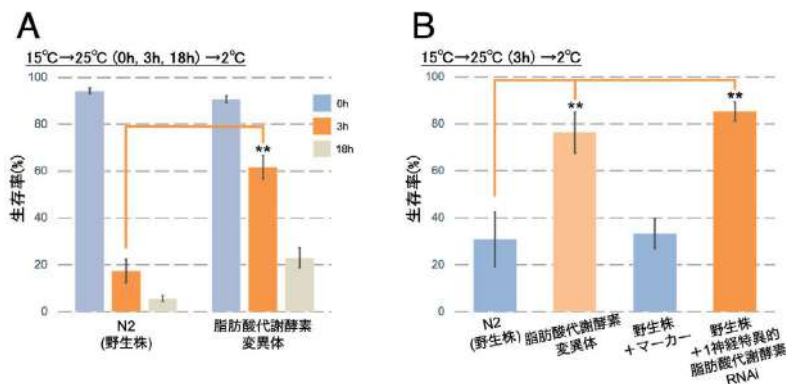 A
15℃→25℃ (0h, 3h, 18h) →2℃
100
80
60
40
20
0
生存率(%)
**
0h
3h
18h
N2
(野生株)
脂肪酸代謝酵素
変異体
B
15℃→25℃ (3h) →2℃
100
80
60
40
20
0
生存率(%)
**
**
N2
(野生株)
脂肪酸代謝酵素
変異体
野生株
+マーカー
野生株
+1神経特異的
脂肪酸代謝酵素
RNAi